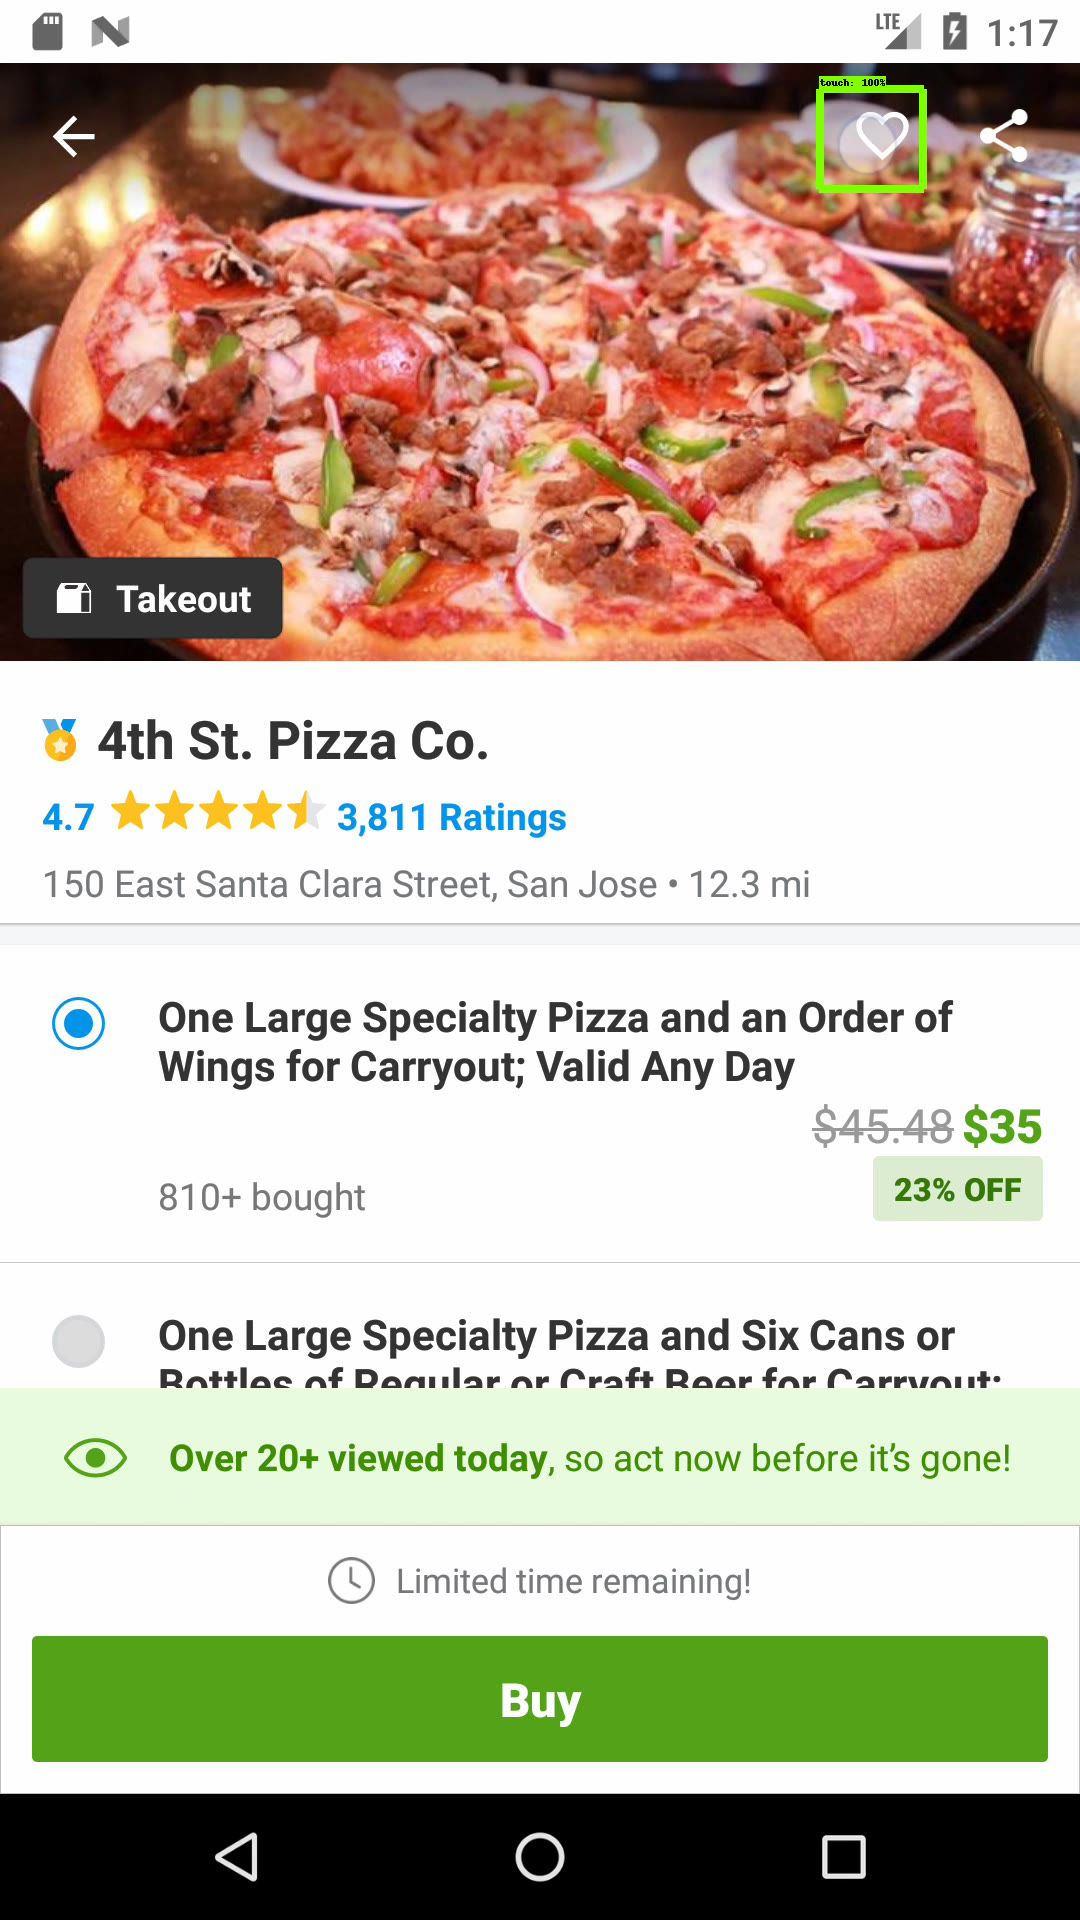 LTE 1:17
touch: 100%
Takeout
4th St. Pizza Co.
4.7 3,811 Ratings
150 East Santa Clara Street, San Jose • 12.3 mi
One Large Specialty Pizza and an Order of
Wings for Carryout; Valid Any Day
$45.48 $35
810+ bought
23% OFF
One Large Specialty Pizza and Six Cans or
Bottles of Regular or Craft Beer for Carryout;
Over 20+ viewed today, so act now before it's gone!
Limited time remaining!
Buy